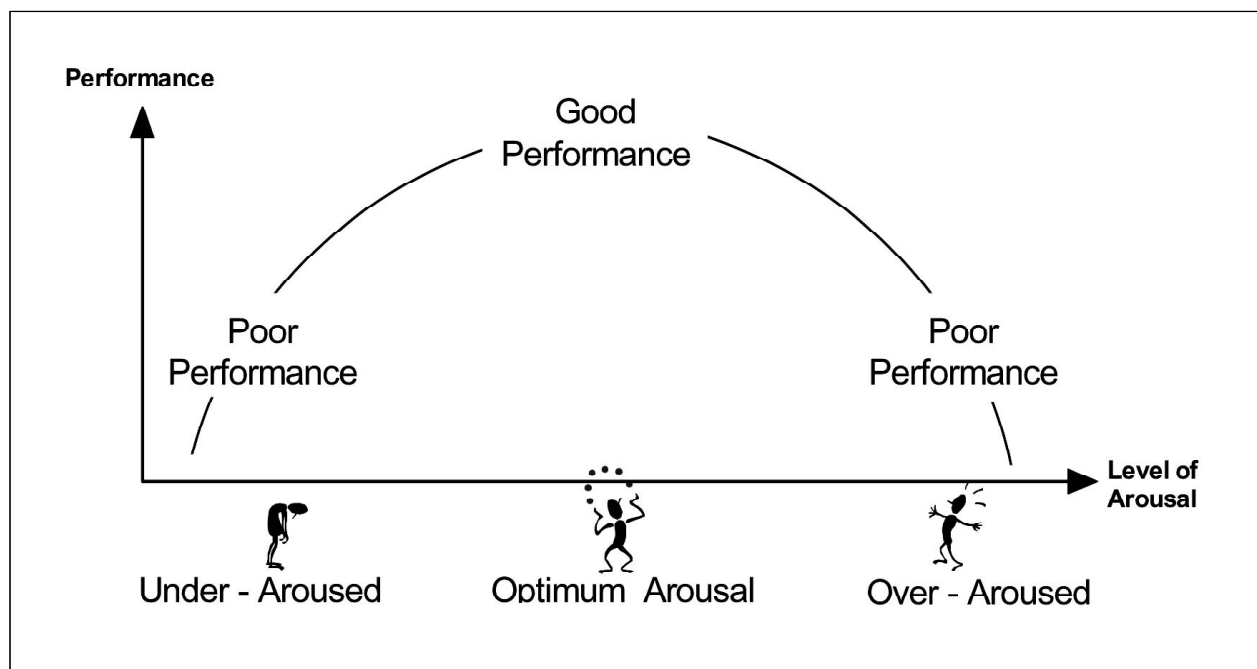 Performance
Good
Performance
Poor
Performance
Poor
Performance
Level of
Arousal
Under - Aroused
Optimum Arousal
Over - Aroused